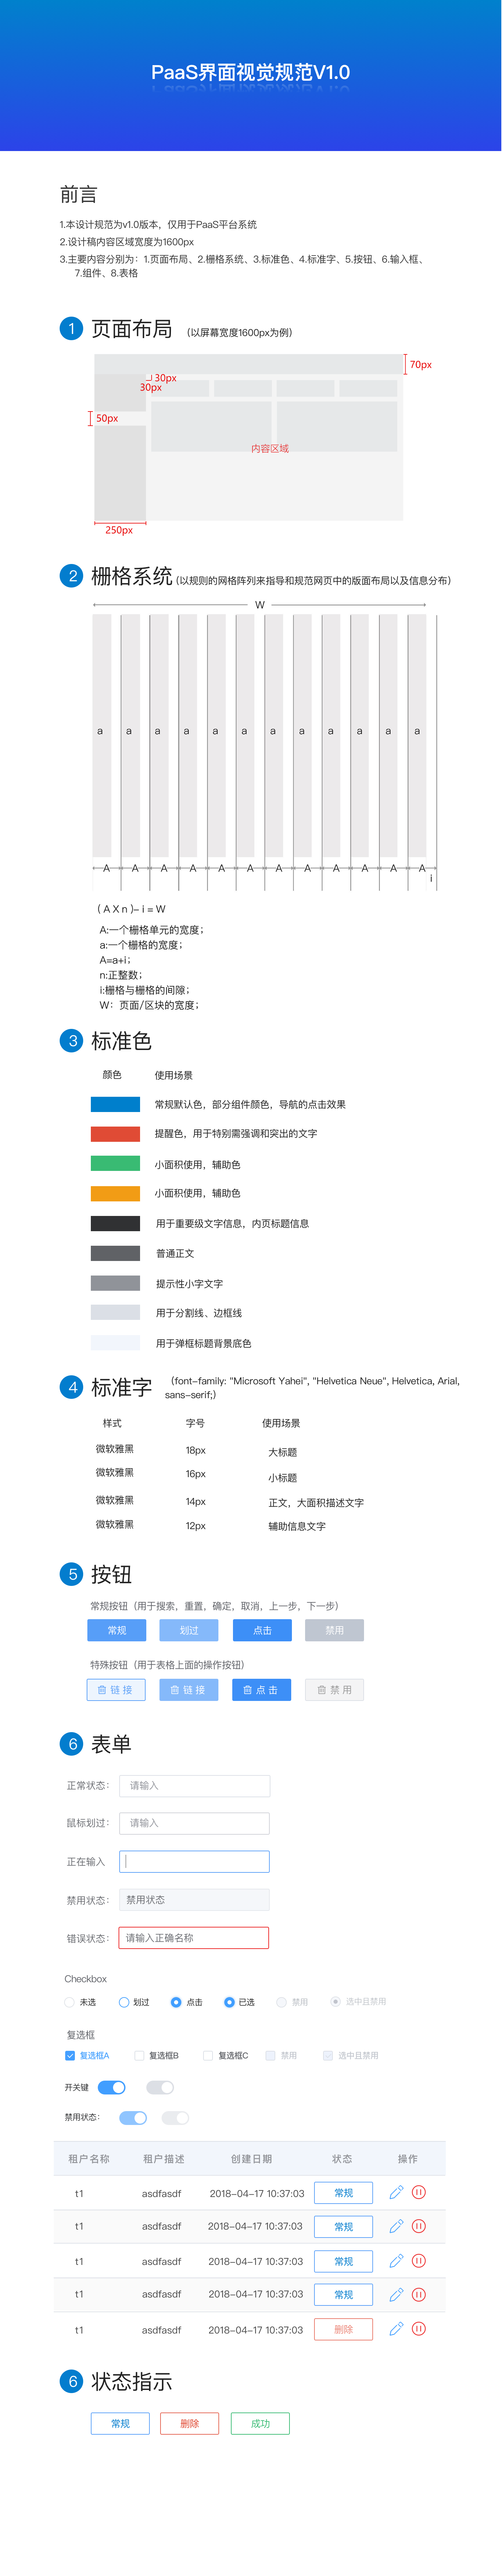 PaaS界面视觉规范V1.0
前言
1.本设计规范为v1.0版本，仅用于PaaS平台系统
2.设计稿内容区域宽度为1600px
3.主要内容分别为：1.页面布局、2.栅格系统、3.标准色、4.标准字、5.按钮、6.输入框、
7.组件、8.表格
1 页面布局 （以屏幕宽度1600px为例）
70px
30px
30px
50px
内容区域
250px
2 栅格系统 (以规则的网格阵列来指导和规范网页中的版面布局以及信息分布)
W
a a a a a a a a a a a a
A A A A A A A A A A A A
i
( A X n )– i = W
A:一个栅格单元的宽度；
a:一个栅格的宽度；
A=a+i；
n:正整数；
i:栅格与栅格的间隙；
W：页面/区块的宽度；
3 标准色
颜色 使用场景
常规默认色，部分组件颜色，导航的点击效果
提醒色，用于特别需强调和突出的文字
小面积使用，辅助色
小面积使用，辅助色
用于重要级文字信息，内页标题信息
普通正文
提示性小字文字
用于分割线、边框线
用于弹框标题背景底色
4 标准字 （font-family: "Microsoft Yahei", "Helvetica Neue", Helvetica, Arial,
sans-serif;）
样式 字号 使用场景
微软雅黑 18px 大标题
微软雅黑 16px 小标题
微软雅黑 14px 正文，大面积描述文字
微软雅黑 12px 辅助信息文字
5 按钮
常规按钮（用于搜索，重置，确定，取消，上一步，下一步）
常规 划过 点击 禁用
特殊按钮（用于表格上面的操作按钮）
链 接 链 接 点 击 禁 用
6 表单
正常状态： 请输入
鼠标划过： 请输入
正在输入
禁用状态： 禁用状态
错误状态： 请输入正确名称
Checkbox
未选 划过 点击 已选 禁用 选中且禁用
复选框
复选框A 复选框B 复选框C 禁用 选中且禁用
开关键
禁用状态：
租户名称 租户描述 创建日期 状态 操作
t1 asdfasdf 2018–04–17 10:37:03 常规
t1 asdfasdf 2018–04–17 10:37:03 常规
t1 asdfasdf 2018–04–17 10:37:03 常规
t1 asdfasdf 2018–04–17 10:37:03 常规
t1 asdfasdf 2018–04–17 10:37:03 删除
6 状态指示
常规 删除 成功